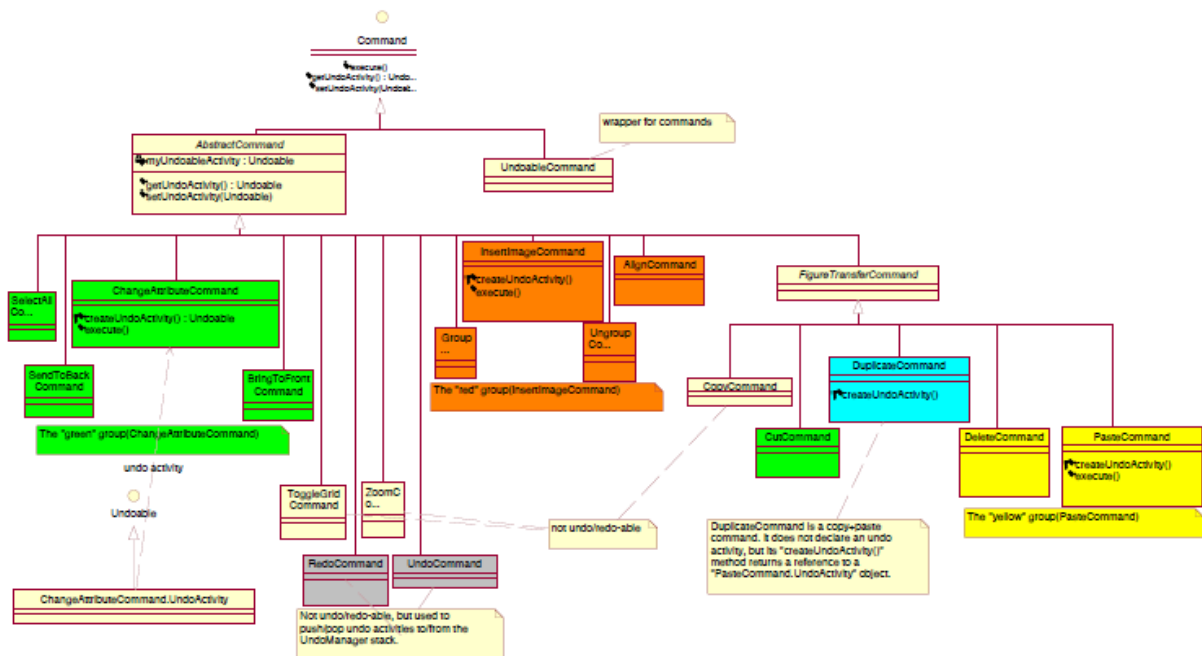 Command
execute()
getUndoActivity() : Undo...
setUndoActivity(Undoabl...
wrapper for commands
AbstractCommand
myUndoableActivity : Undoable
getUndoActivity() : Undoable
setUndoActivity(Undoable)
UndoableCommand
SelectAll
Co...
ChangeAttributeCommand
createUndoActivity() : Undoable
execute()
InsertImageCommand
createUndoActivity()
execute()
AlignCommand
FigureTransferCommand
SendToBack
Command
BringToFront
Command
Group
...
Ungroup
Co...
The "red" group(InsertImageCommand)
CopyCommand
DuplicateCommand
createUndoActivity()
The "green" group(ChangeAttributeCommand)
CutCommand
DeleteCommand
PasteCommand
createUndoActivity()
execute()
undo activity
Undoable
ToggleGrid
Command
ZoomCo
...
not undo/redo-able
DuplicateCommand is a copy+paste
command. It does not declare an undo
activity, but its "createUndoActivity()"
method returns a reference to a
"PasteCommand.UndoActivity" object.
The "yellow" group(PasteCommand)
RedoCommand
UndoCommand
ChangeAttributeCommand.UndoActivity
Not undo/redo-able, but used to
push/pop undo activities to/from the
UndoManager stack.